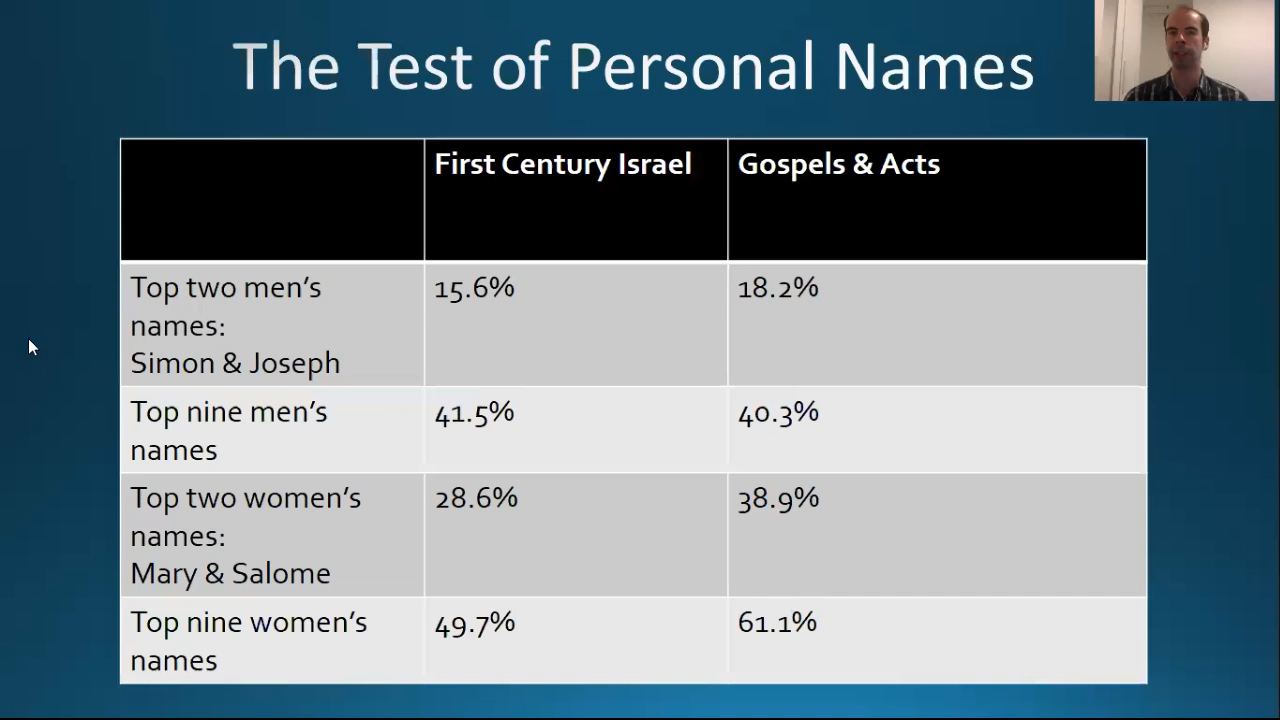 The Test of Personal Names
First Century Israel
Gospels & Acts
Top two men's
names:
Simon & Joseph
15.6%
18.2%
Top nine men's
names
41.5%
40.3%
Top two women's
names:
Mary & Salome
28.6%
38.9%
Top nine women's
names
49.7%
61.1%